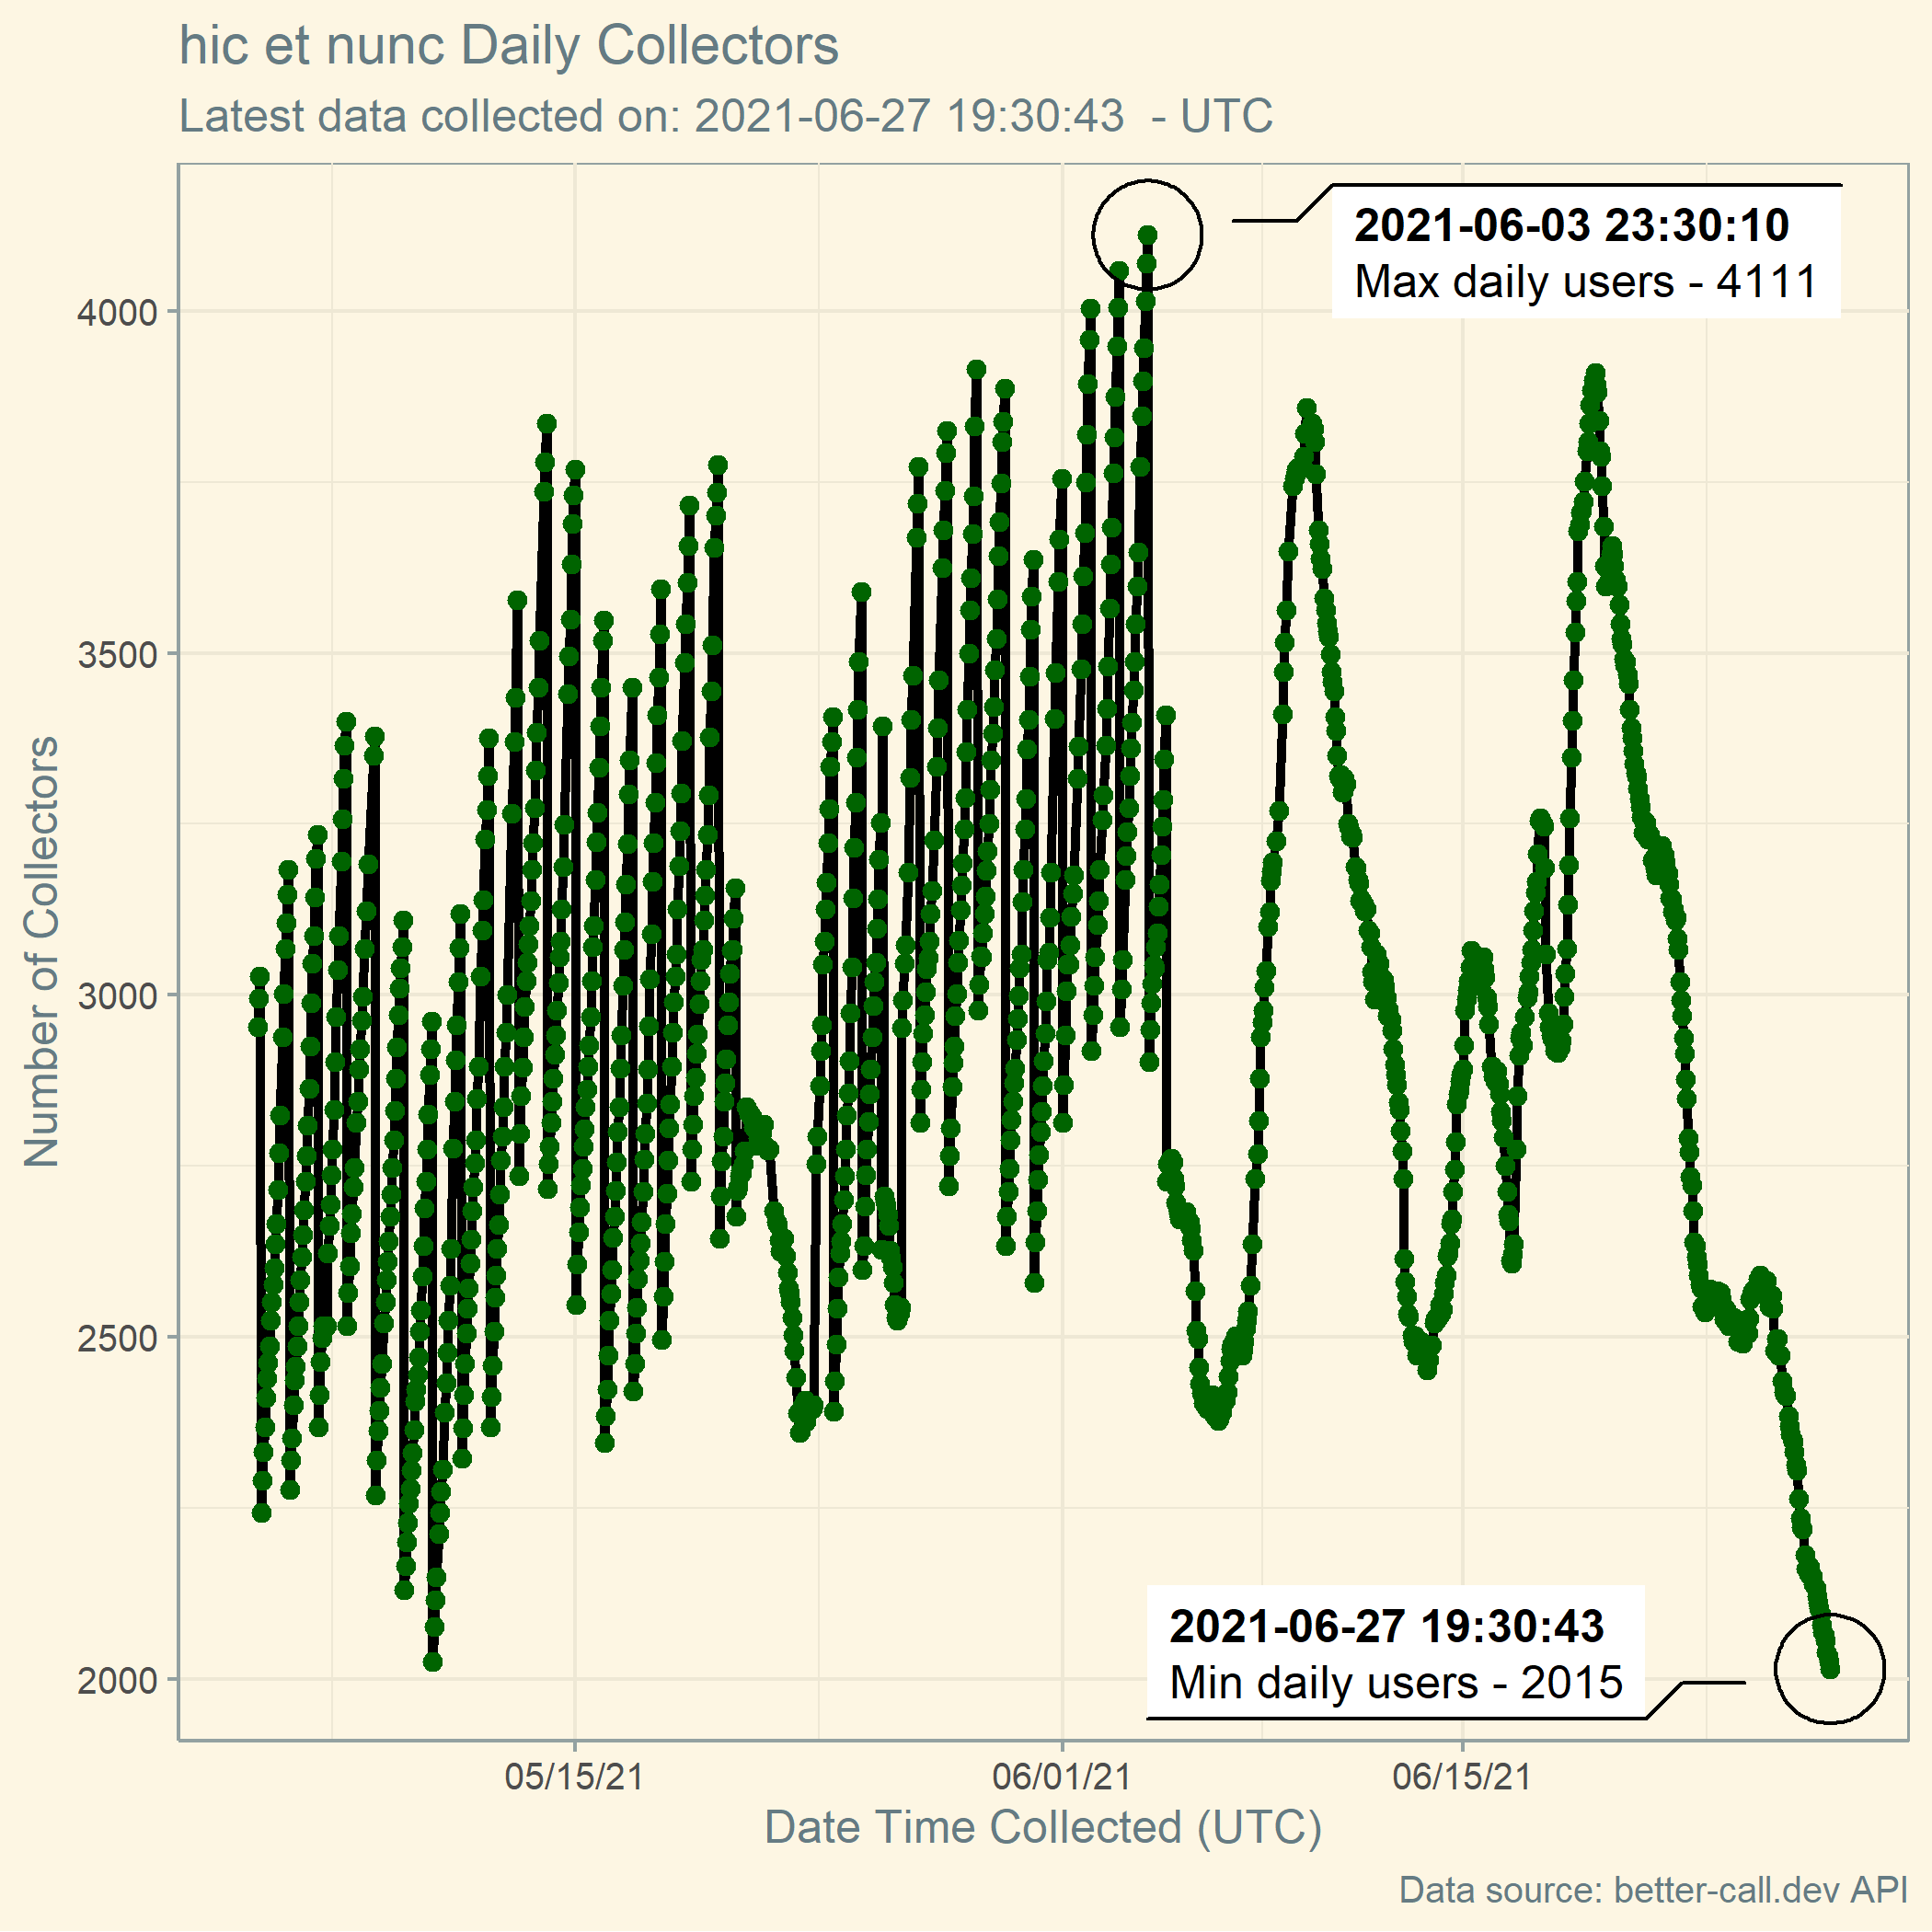 hic et nunc Daily Collectors
Latest data collected on: 2021-06-27 19:30:43  - UTC
2021-06-03 23:30:10
Max daily users - 4111
4000
3500
3000
2500
2000
Number of Collectors
2021-06-27 19:30:43
Min daily users - 2015
05/15/21
06/01/21
06/15/21
Date Time Collected (UTC)
Data source: better-call.dev API